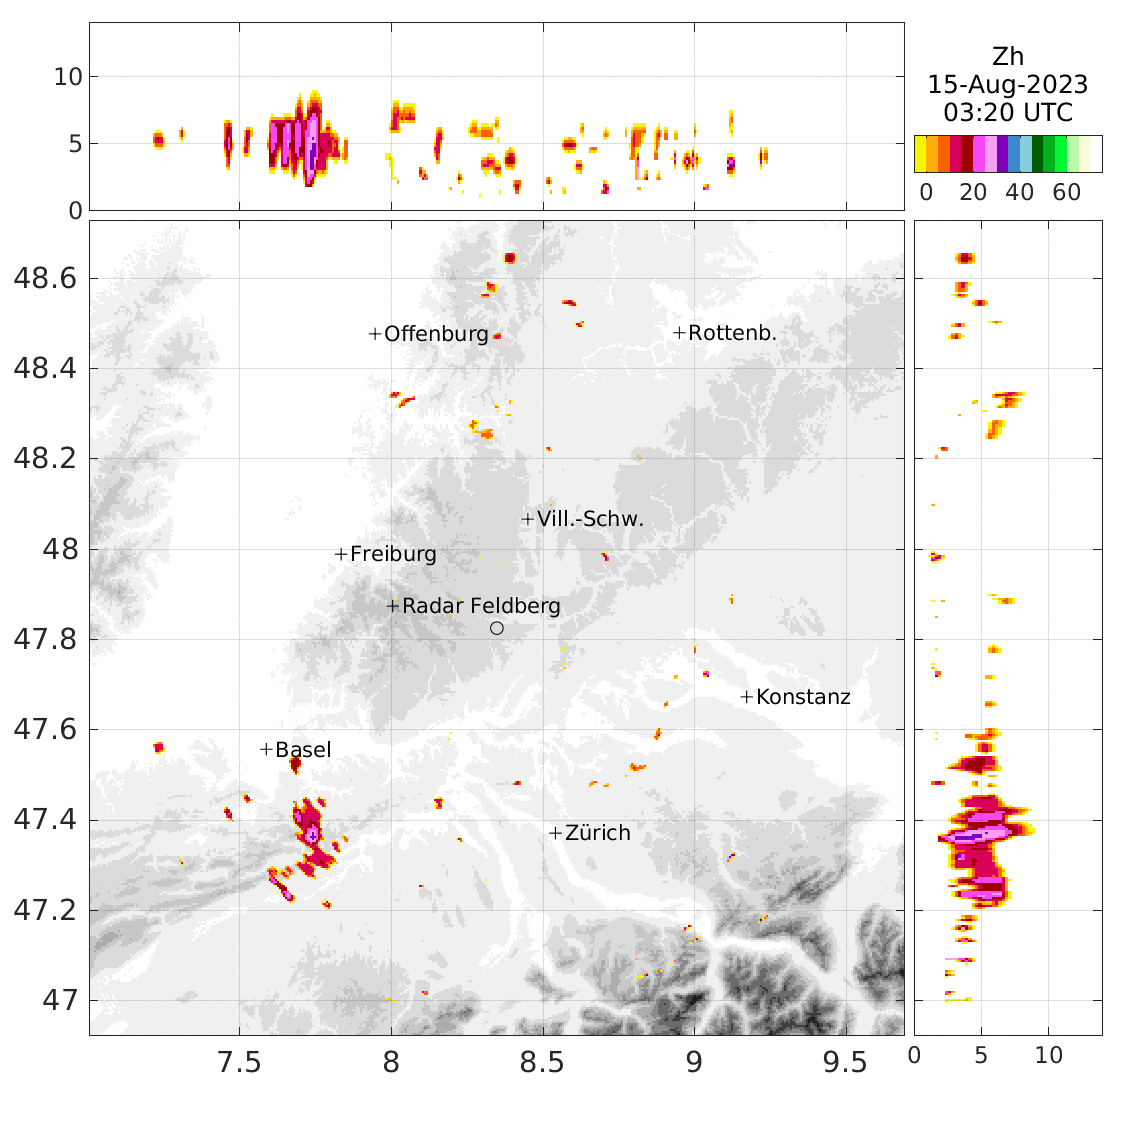 10
5
0
Zh
15-Aug-2023
03:20 UTC
0 20 40 60
48.6
48.4
48.2
48
47.8
47.6
47.4
47.2
47
+Offenburg
+Rottenb.
+Vill.-Schw.
+Freiburg
+Radar Feldberg
+Konstanz
+Basel
+Zürich
7.5 8 8.5 9 9.5
0 5 10